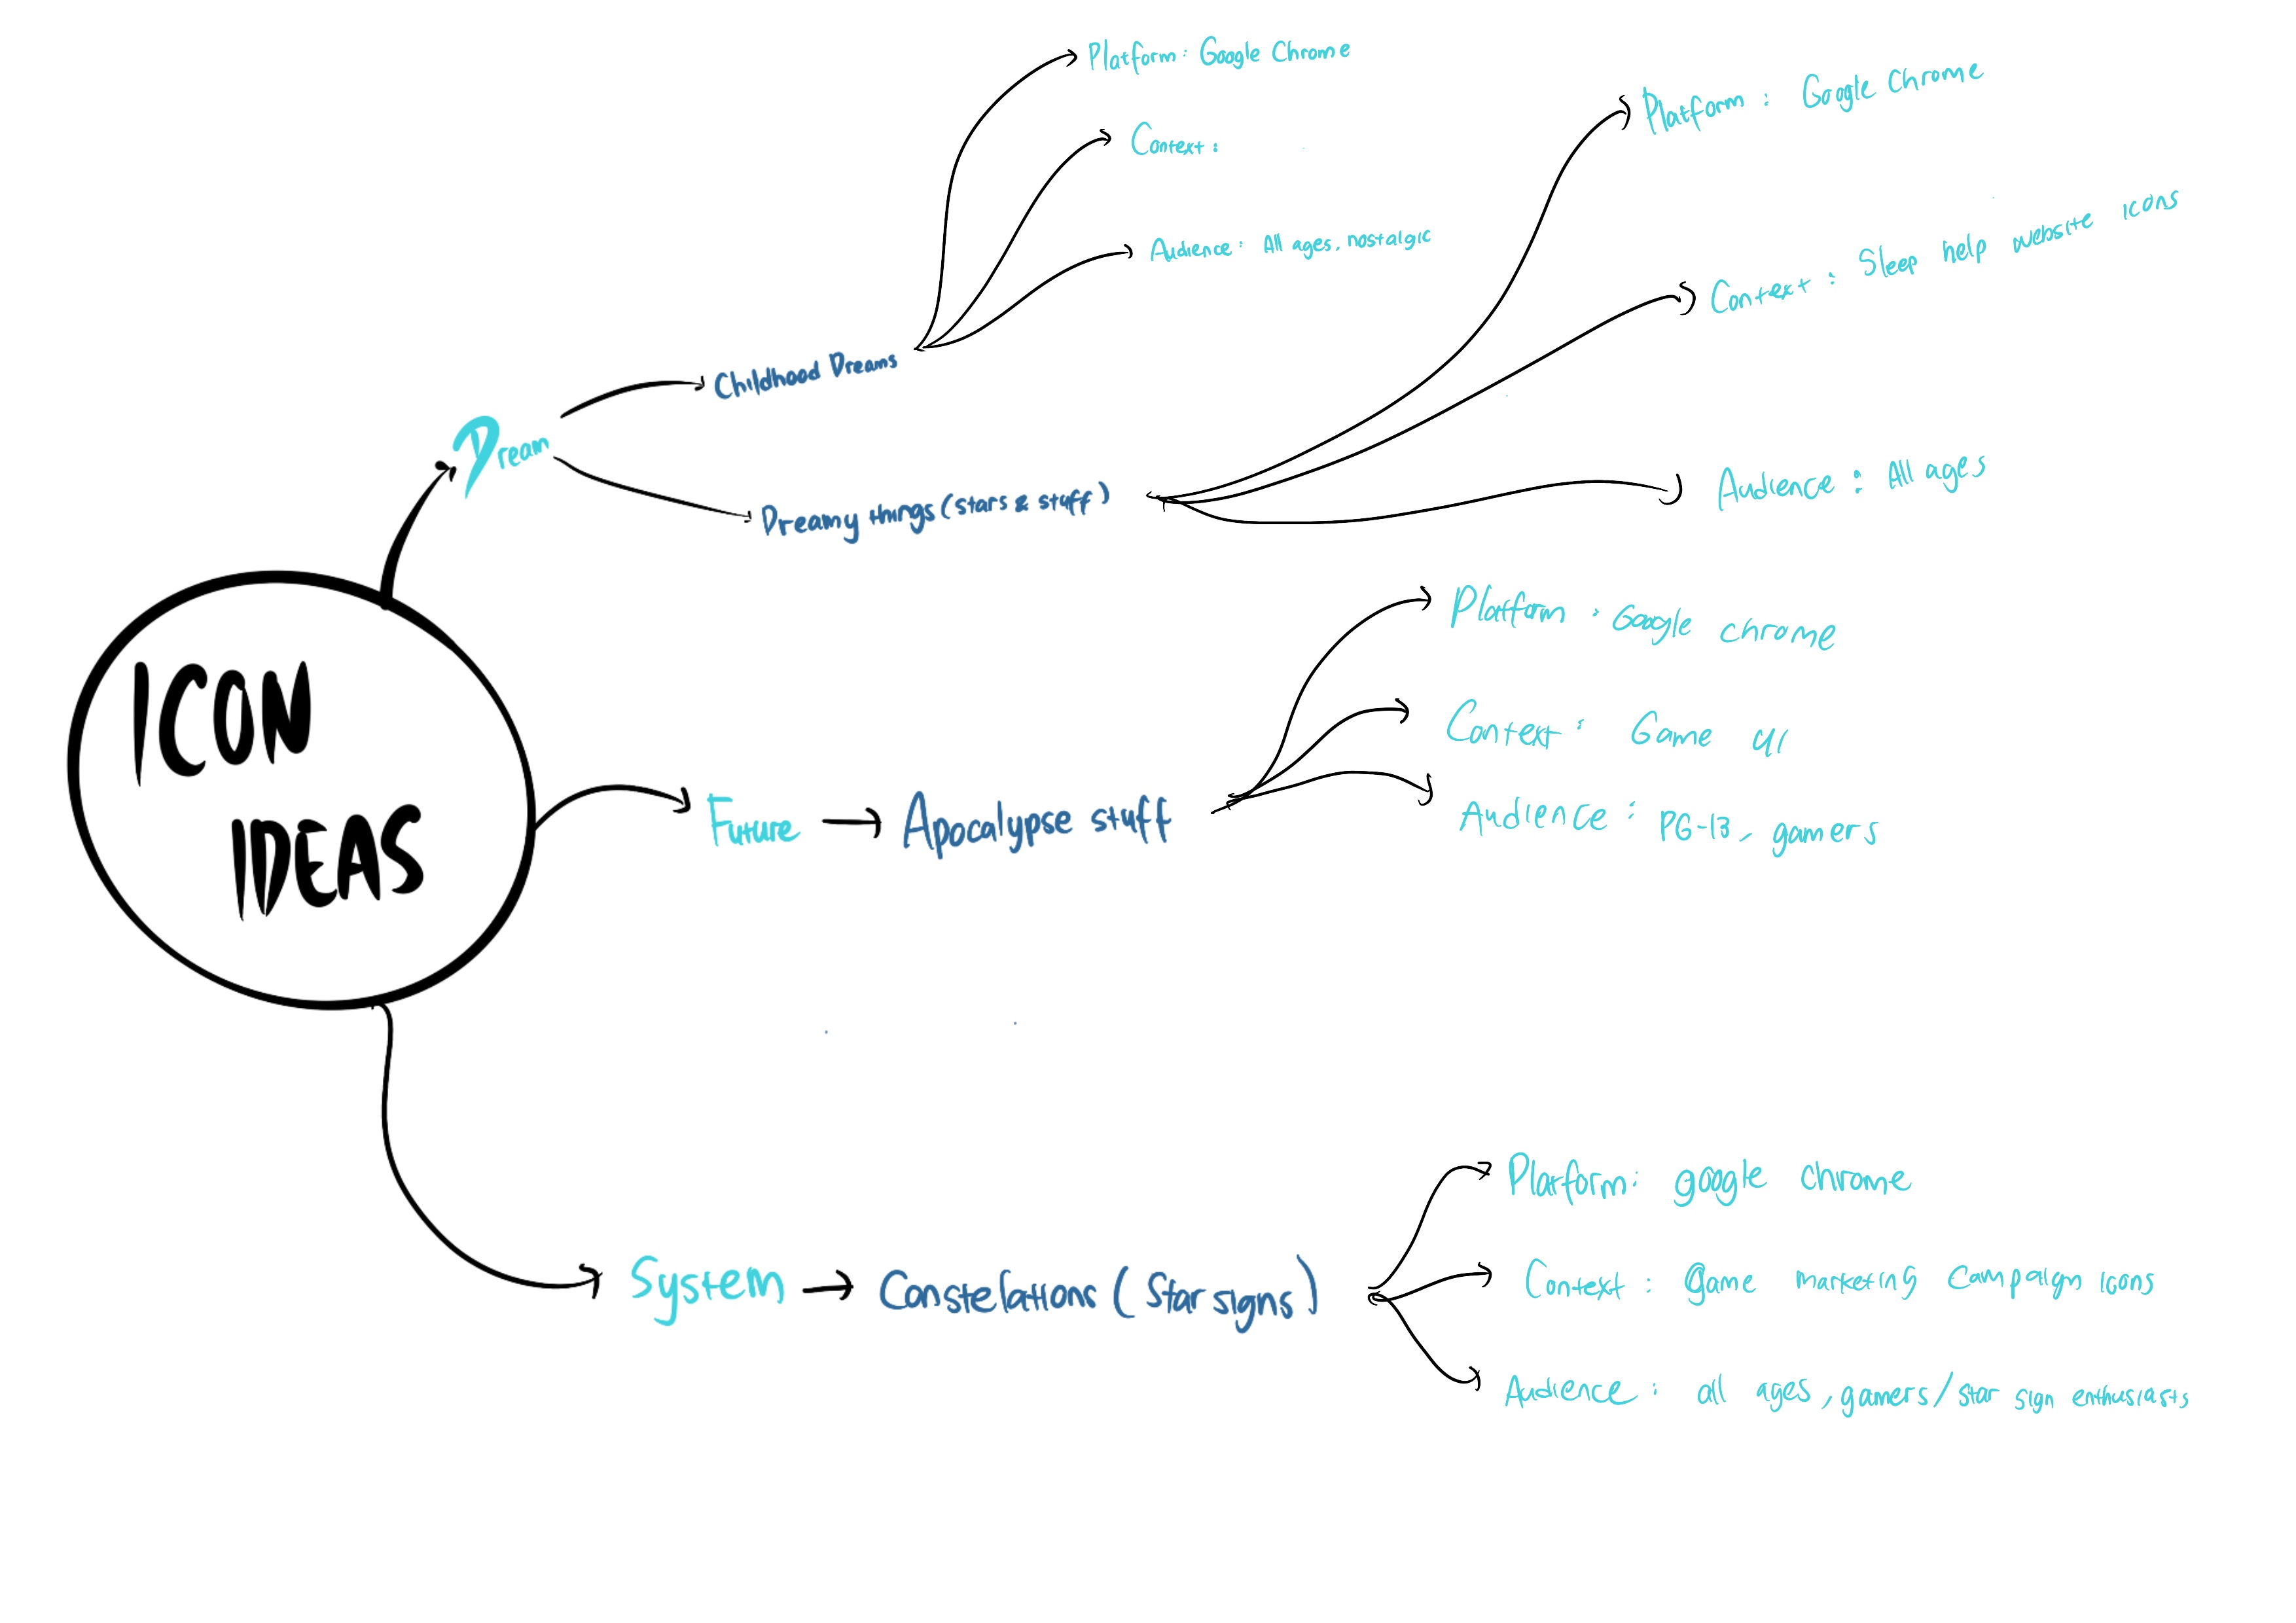 Platform: Google Chrome
Context:
Audience: All ages, nostalgic
Childhood Dreams
Dream
Platform: Google Chrome
Context: Sleep help website icons
Audience: All ages
Dreamy things (stars & stuff)
ICON
IDEAS
Platform: Google chrome
Context: Game UI
Audience: PG-13, gamers
Future
Apocalypse stuff
Platform: google chrome
Context: Game marketing campaign icons
Audience: all ages, gamers/star sign enthusiasts
System
Constelations (Star signs)